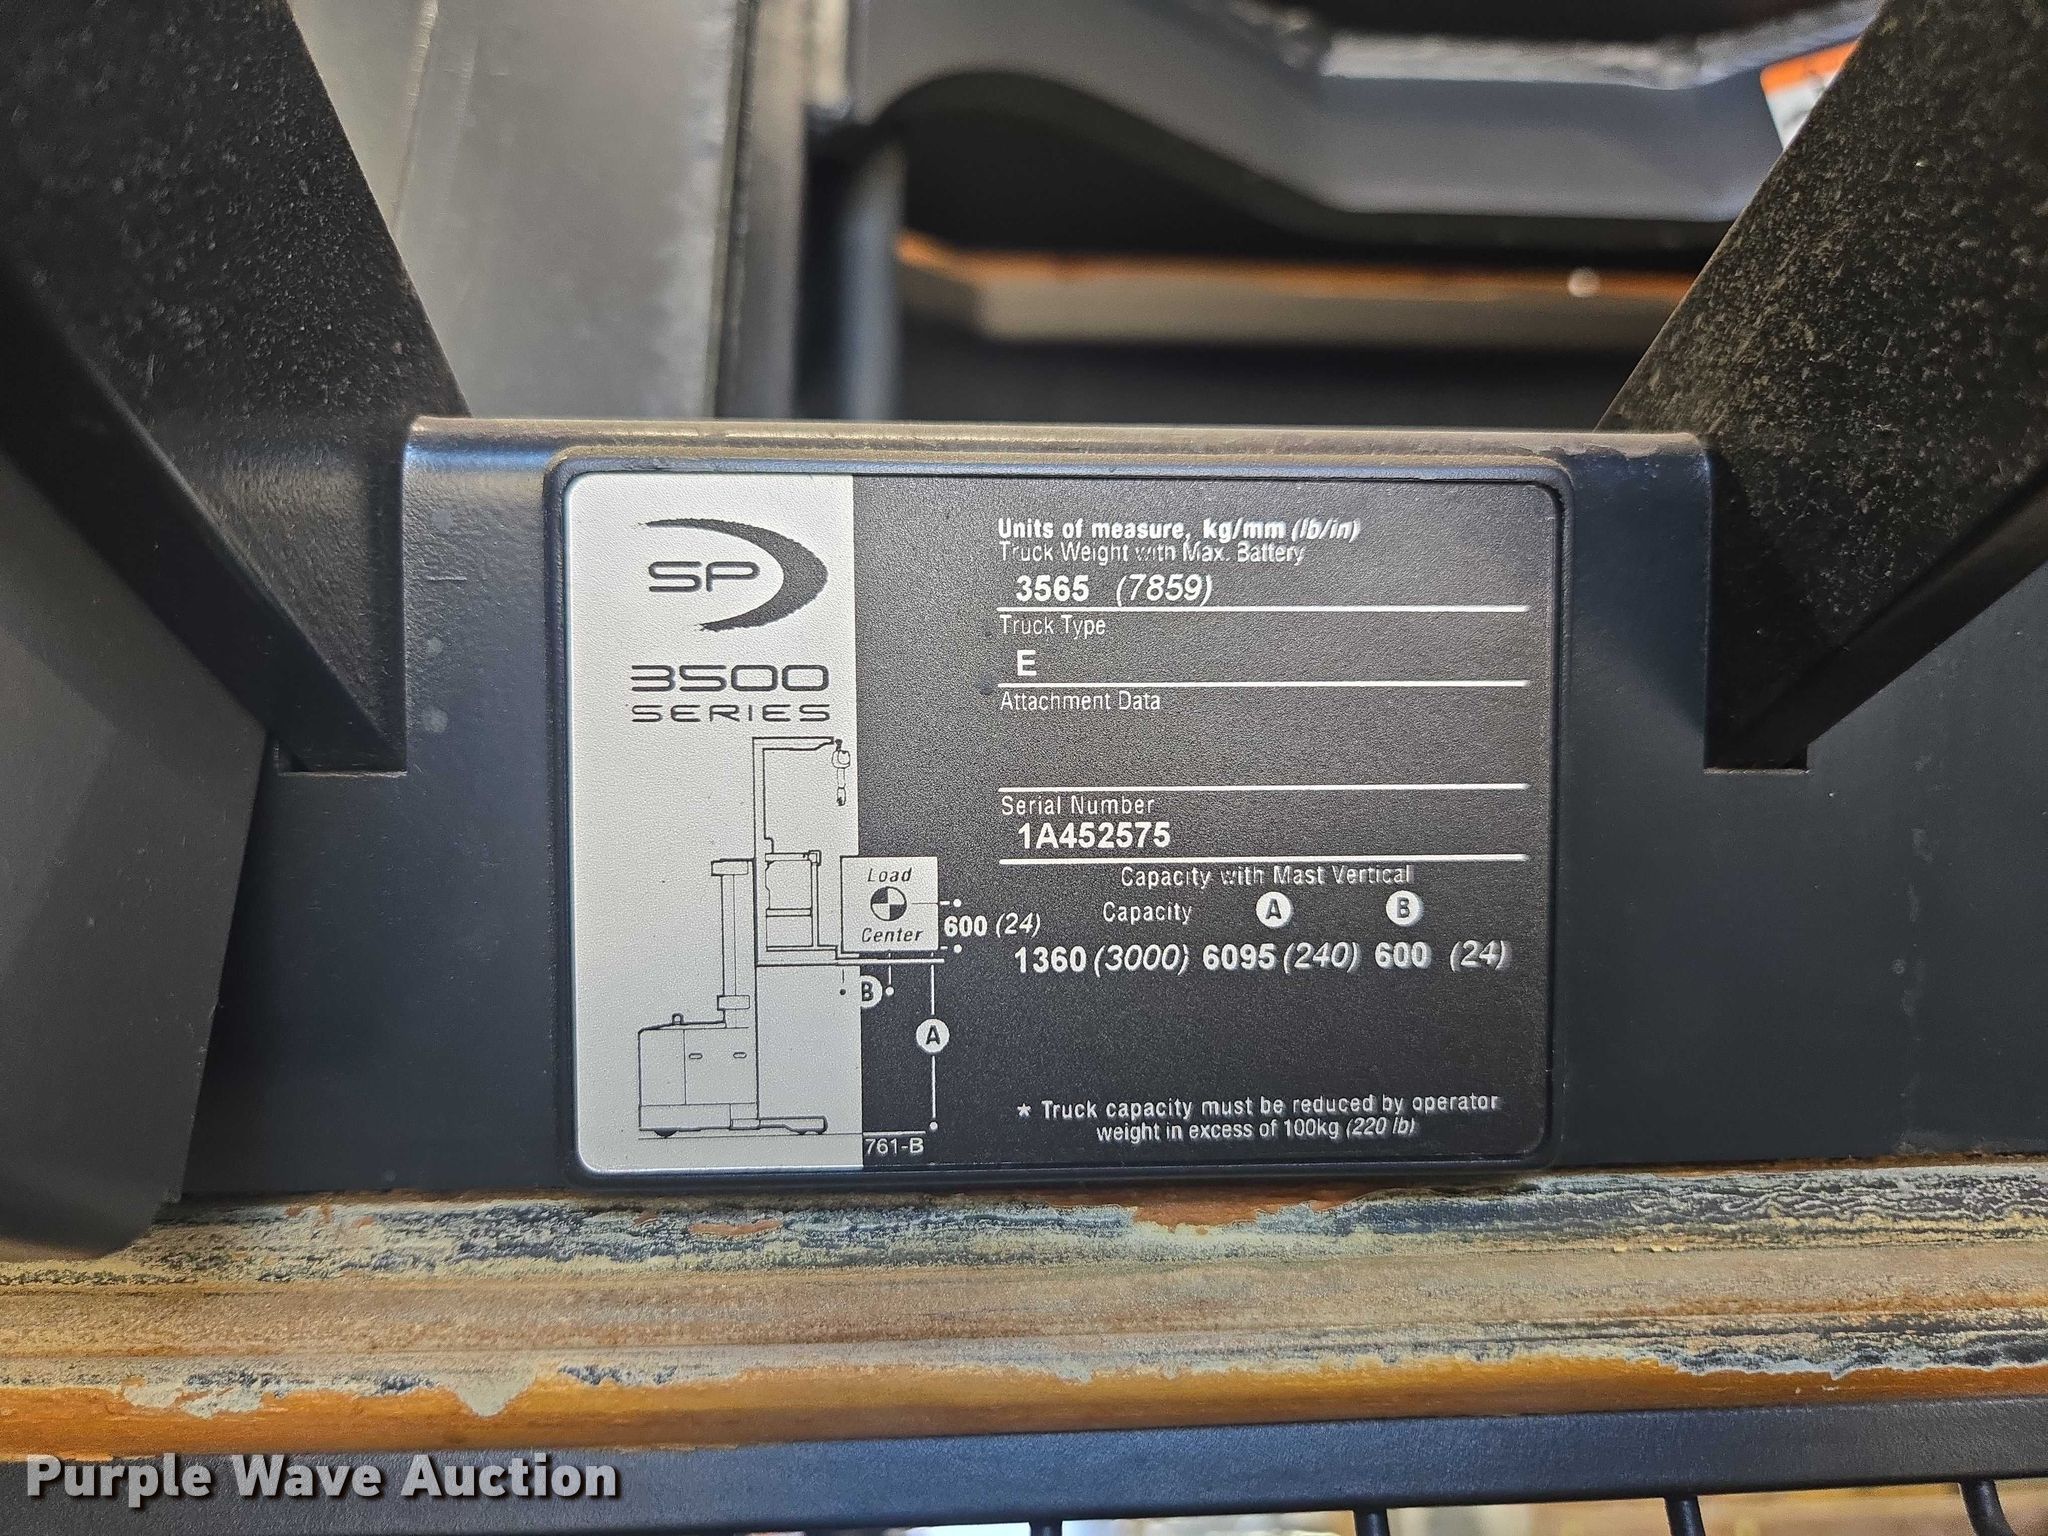 SP
3500
SERIES
Load
Center
600 (24)
B
A
761-B
Units of measure, kg/mm (lb/in)
Truck Weight with Max. Battery
3565 (7859)
Truck Type
E
Attachment Data
Serial Number
1A452575
Capacity with Mast Vertical
Capacity A B
1360 (3000) 6095 (240) 600 (24)
* Truck capacity must be reduced by operator
weight in excess of 100kg (220 lb)
Purple Wave Auction